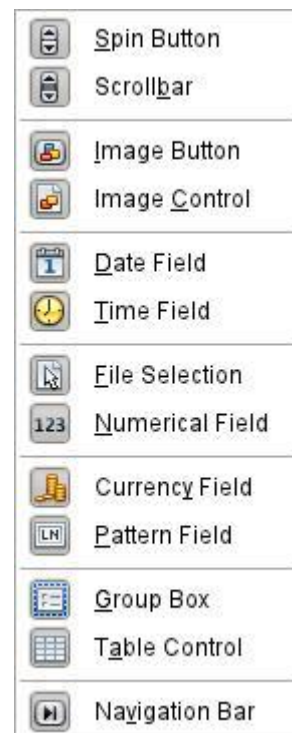 Spin Button
Scrollbar
Image Button
Image Control
1
Date Field
Time Field
File Selection
123
Numerical Field
Currency Field
LN
Pattern Field
Group Box
Table Control
Navigation Bar